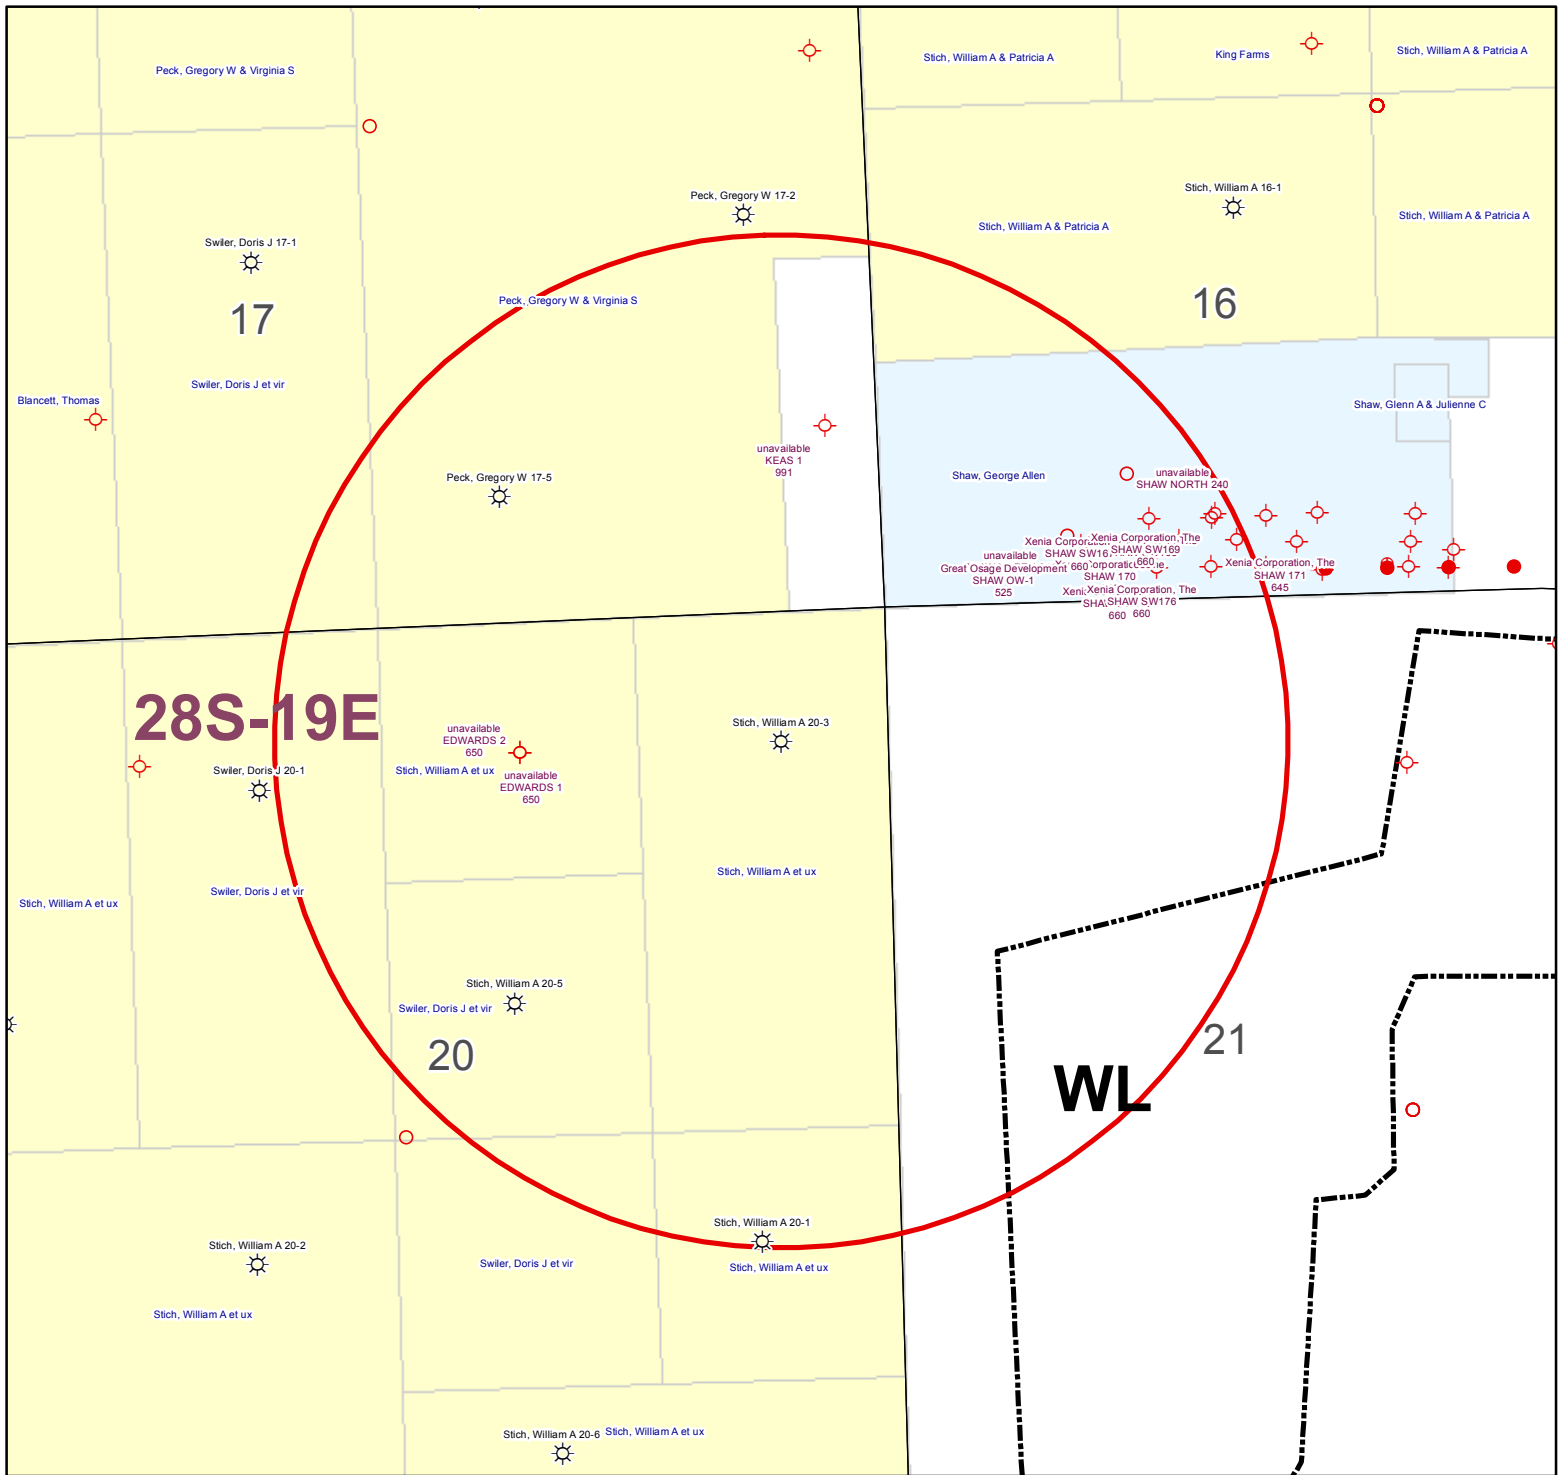 Peck, Gregory W & Virginia S
Stich, William A & Patricia A
King Farms
Stich, William A & Patricia A
Peck, Gregory W 17-2
Stich, William A 16-1
Stich, William A & Patricia A
Stich, William A & Patricia A
Swiler, Doris J 17-1
17
Peck, Gregory W & Virginia S
16
Swiler, Doris J et vir
Blancett, Thomas
Shaw, Glenn A & Julienne C
unavailable
KEAS 1
991
Peck, Gregory W 17-5
Shaw, George Allen
unavailable
SHAW NORTH 240
Xenia Corporation, The
SHAW SW169
660
unavailable
Great Osage Development
SHAW OW-1
525
660
SHAW 170
Xenia Corporation, The
SHAW 171
645
Xenia Corporation, The
SHAW SW176
660
660
28S-19E
unavailable
EDWARDS 2
650
Stich, William A 20-3
Swiler, Doris J 20-1
Stich, William A et ux
unavailable
EDWARDS 1
650
Stich, William A et ux
Swiler, Doris J et vir
Stich, William A et ux
Stich, William A 20-5
Swiler, Doris J et vir
20
21
WL
Stich, William A 20-1
Stich, William A 20-2
Swiler, Doris J et vir
Stich, William A et ux
Stich, William A et ux
Stich, William A 20-6
Stich, William A et ux